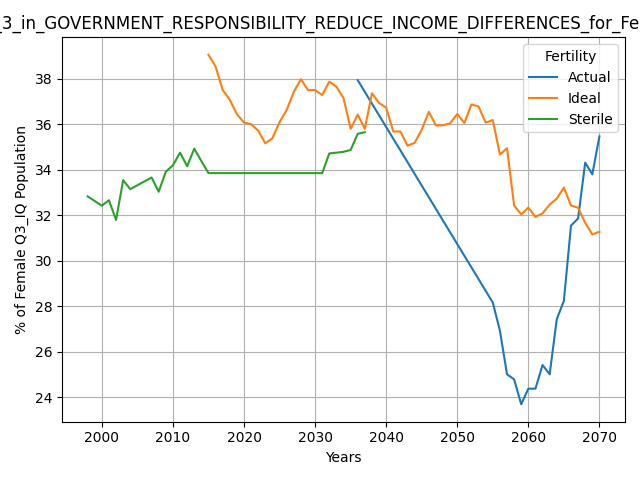 _3_in_GOVERNMENT_RESPONSIBILITY_REDUCE_INCOME_DIFFERENCES_for_Fe
Fertility
Actual
Ideal
Sterile
% of Female Q3_IQ Population
38
36
34
32
30
28
26
24
2000 2010 2020 2030 2040 2050 2060 2070
Years